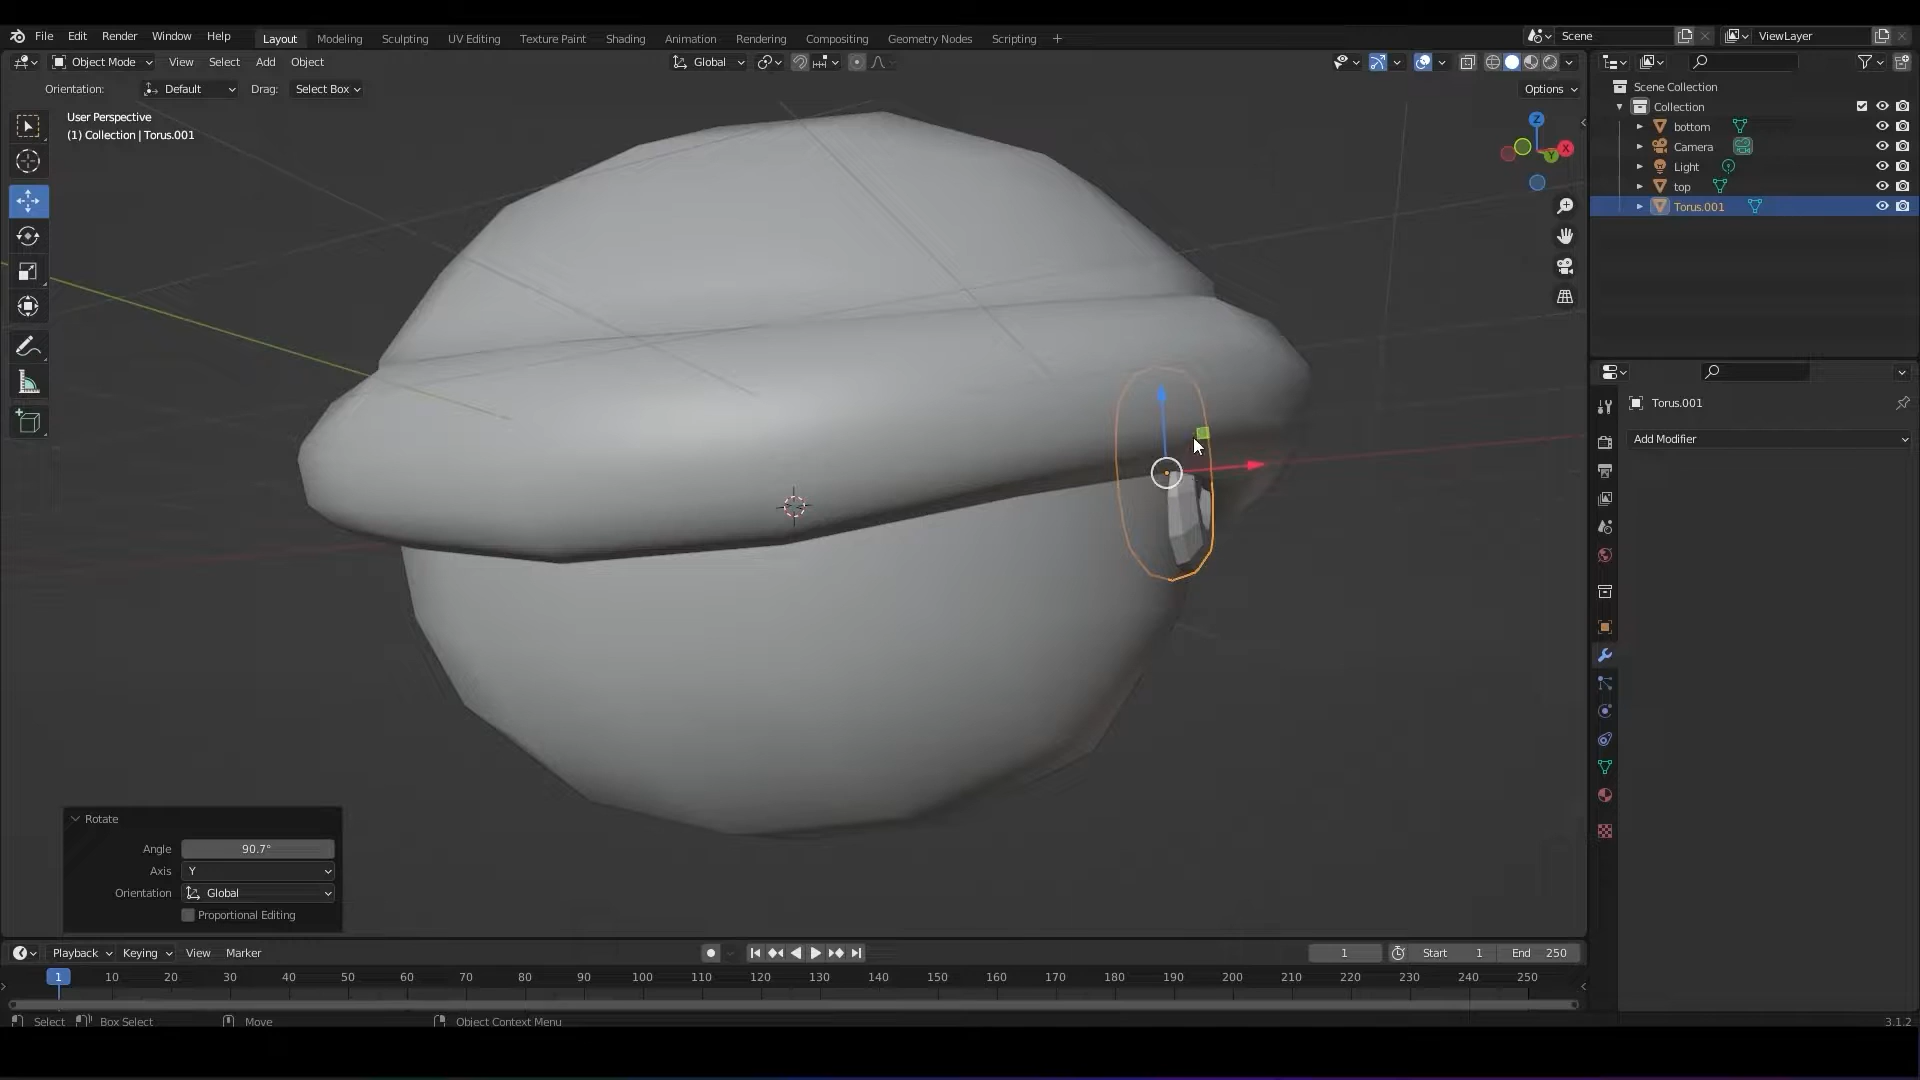 File Edit Render Window Help Layout Modeling Sculpting UV Editing Texture Paint Shading Animation Rendering Compositing Geometry Nodes Scripting + Scene ViewLayer
Object Mode View Select Add Object Global
Orientation: Default Drag: Select Box Options
User Perspective
(1) Collection | Torus.001
Z
X
Y
Scene Collection
Collection
bottom
Camera
Light
top
Torus.001
Torus.001
Add Modifier
Rotate
Angle 90.7°
Axis Y
Orientation Global
Proportional Editing
Playback Keying View Marker 1 Start 1 End 250
1 10 20 30 40 50 60 70 80 90 100 110 120 130 140 150 160 170 180 190 200 210 220 230 240 250
Select Box Select Move Object Context Menu 3.1.2